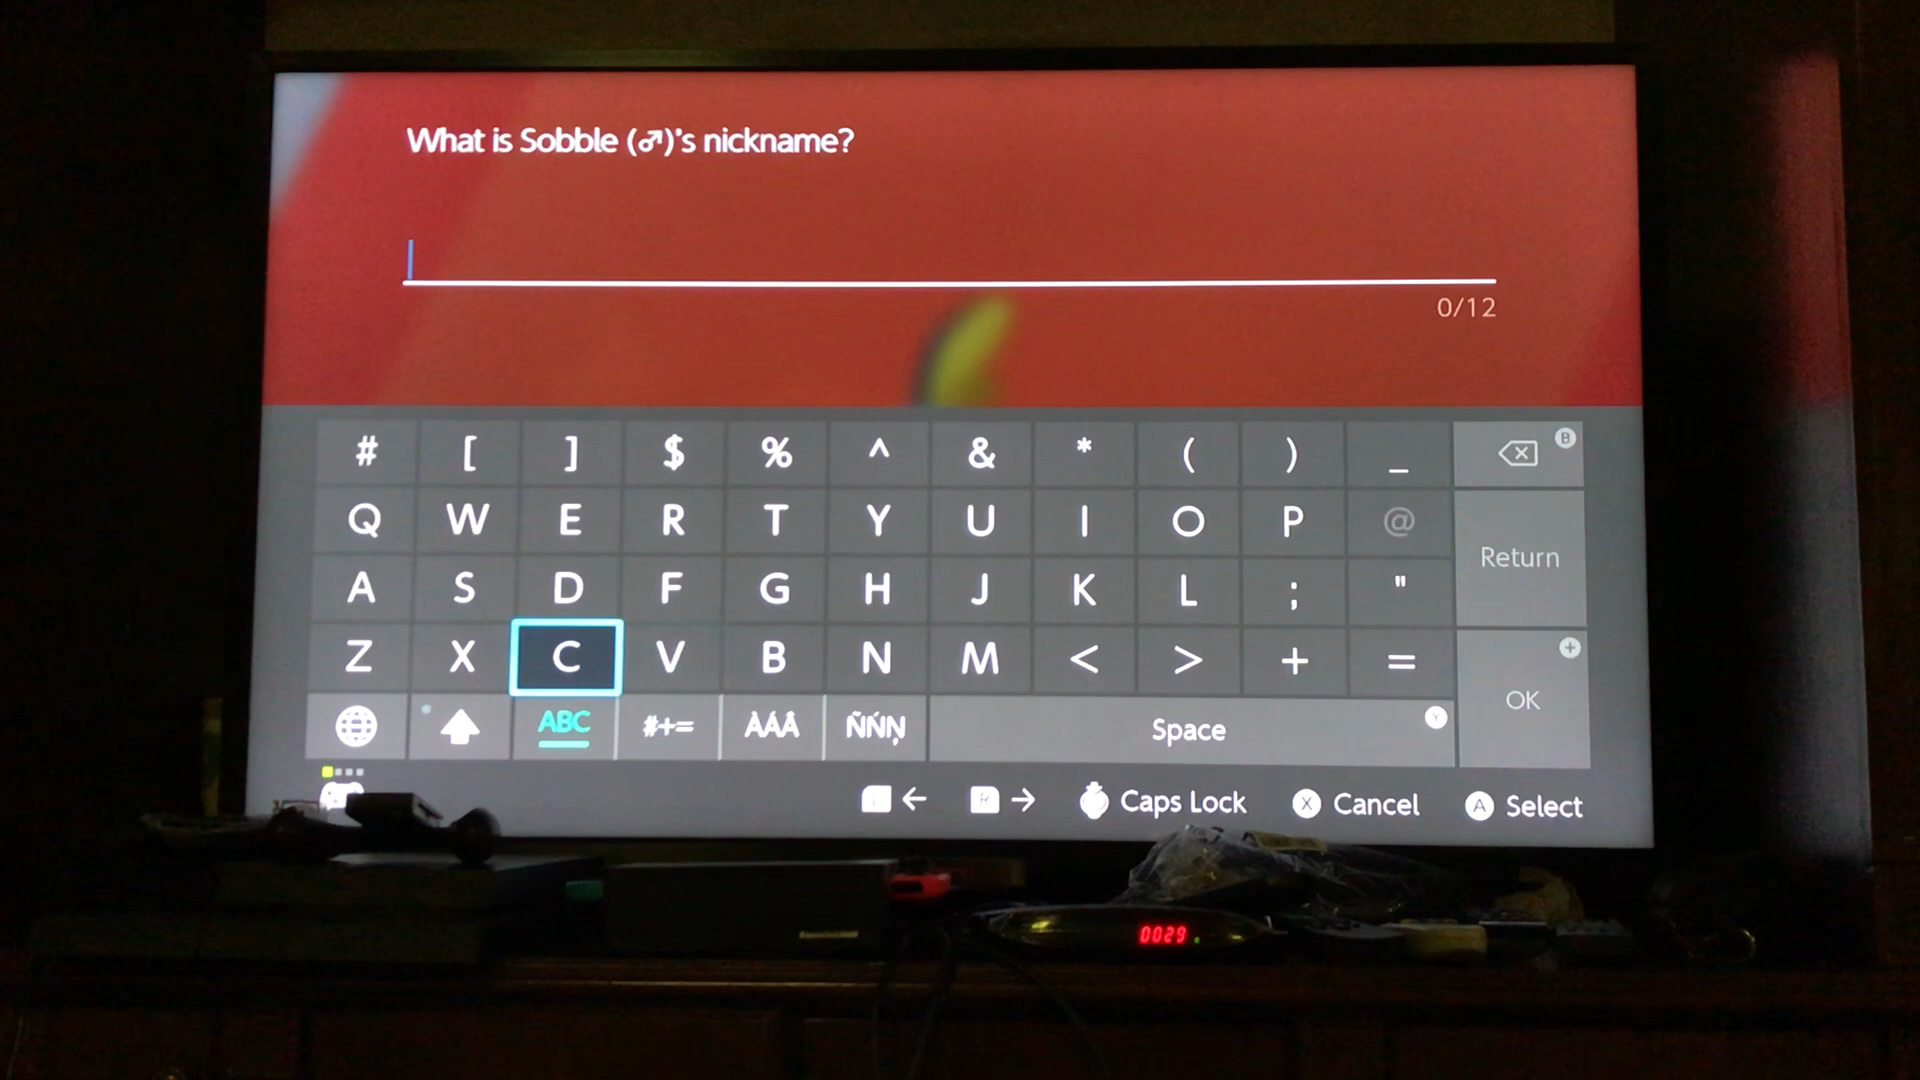 What is Sobble (♂)'s nickname?
0/12
# [ ] $ % ^ & * ( ) _ B
Q W E R T Y U I O P @ Return
A S D F G H J K L ; "
Z X C V B N M < > + = + OK
ABC #+= ÀÁÂ ÑŃŅ Space Y
L ← R → Caps Lock X Cancel A Select
0029